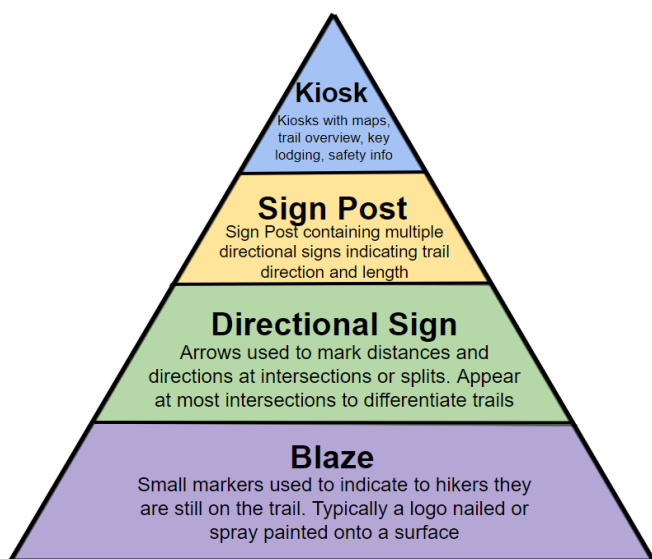 Kiosk
Kiosks with maps,
trail overview, key
lodging, safety info
Sign Post
Sign Post containing multiple
directional signs indicating trail
direction and length
Directional Sign
Arrows used to mark distances and
directions at intersections or splits. Appear
at most intersections to differentiate trails
Blaze
Small markers used to indicate to hikers they
are still on the trail. Typically a logo nailed or
spray painted onto a surface